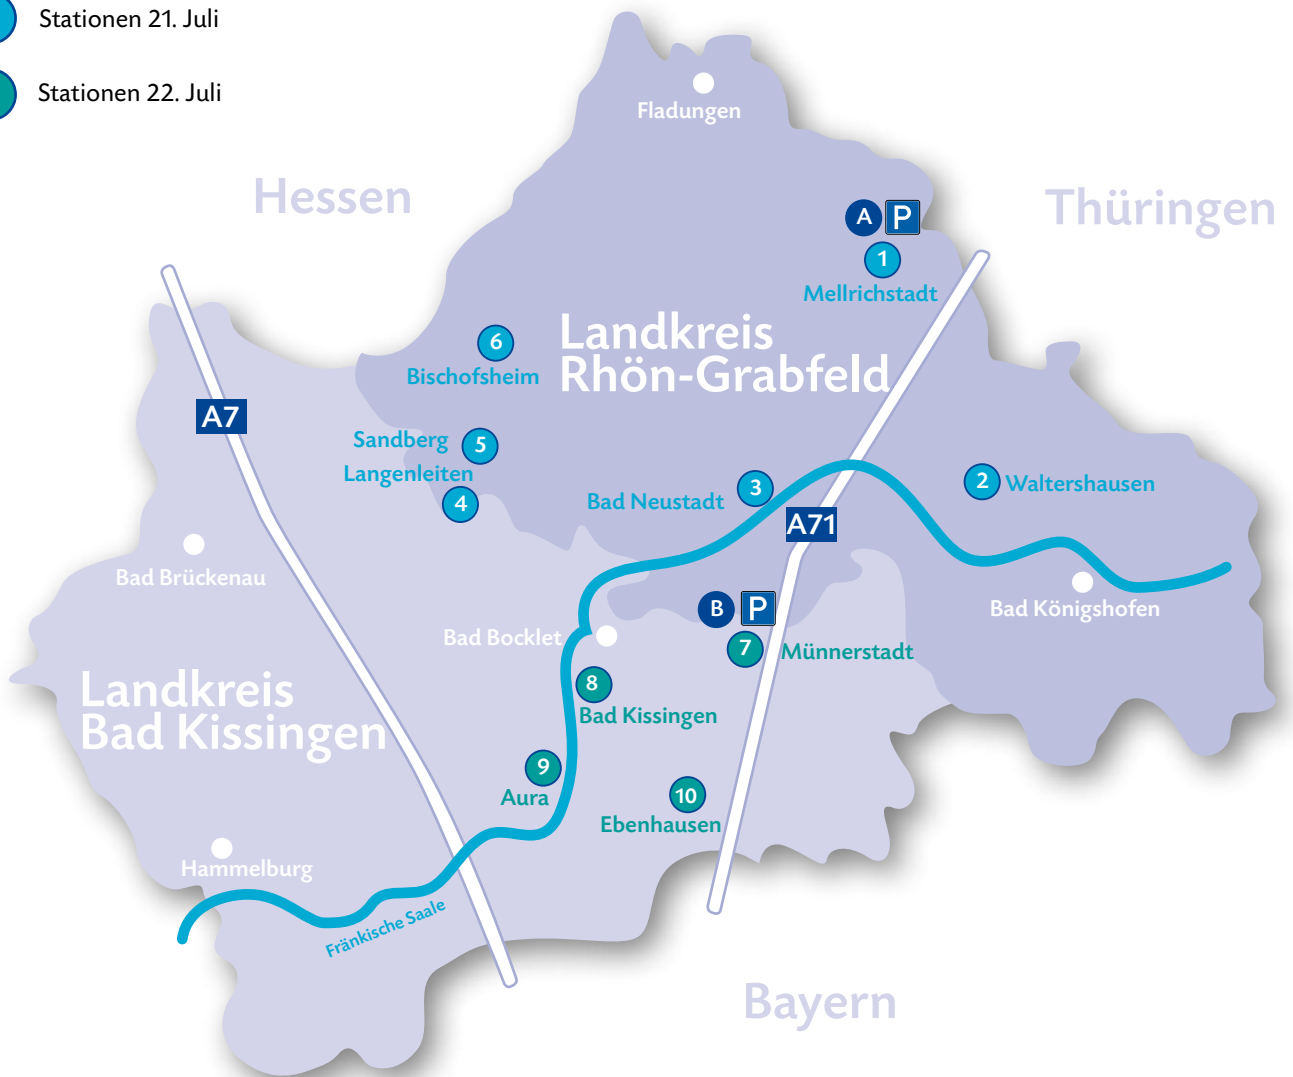 Stationen 21. Juli
Stationen 22. Juli
Fladungen
Hessen
Thüringen
A P
1
Mellrichstadt
Landkreis
Rhön-Grabfeld
6
Bischofsheim
A7
Sandberg 5
Langenleiten
4
Bad Neustadt 3
2 Waltershausen
A71
Bad Brückenau
B P
Bad Königshofen
Bad Bocklet
7 Münnerstadt
Landkreis
Bad Kissingen
8
Bad Kissingen
9
Aura
10
Ebenhausen
Hammelburg
Fränkische Saale
Bayern